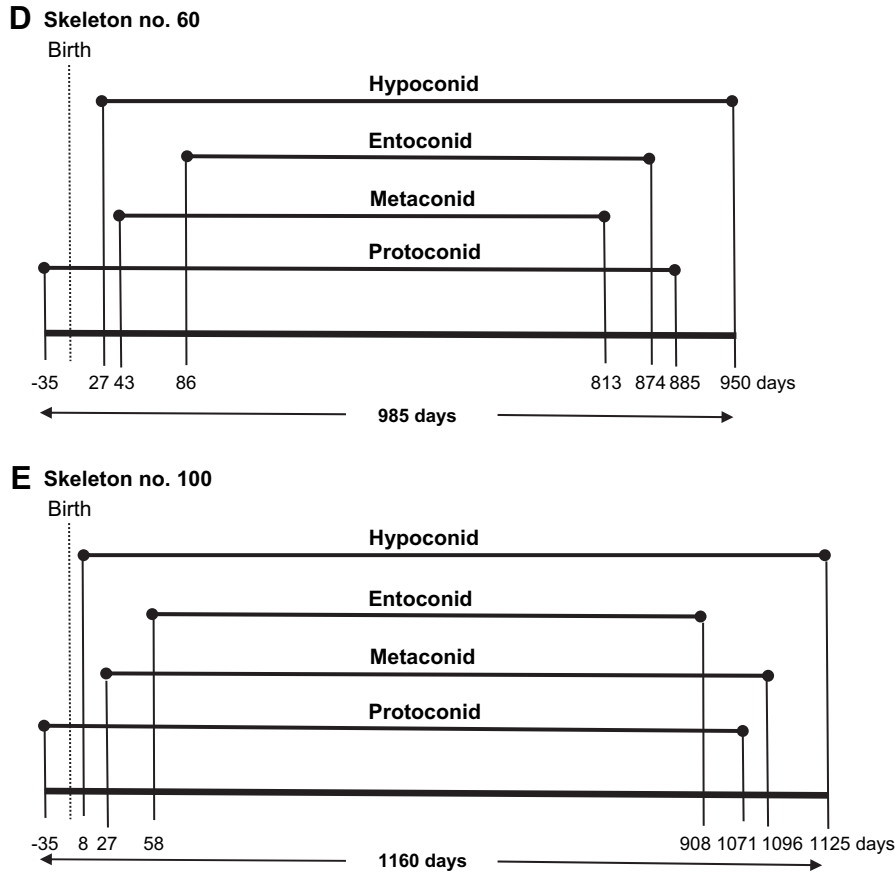 D Skeleton no. 60
Birth
Hypoconid
Entoconid
Metaconid
Protoconid
-35 27 43 86 813 874 885 950 days
985 days
E Skeleton no. 100
Birth
Hypoconid
Entoconid
Metaconid
Protoconid
-35 8 27 58 908 1071 1096 1125 days
1160 days